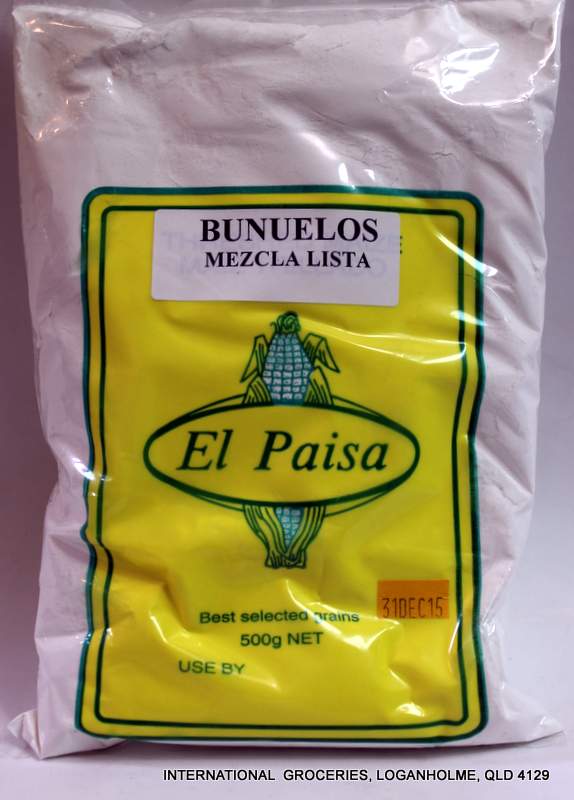 BUNUELOS
MEZCLA LISTA
El Paisa
31DEC15
Best selected grains
500g NET
USE BY
INTERNATIONAL GROCERIES, LOGANHOLME, QLD 4129